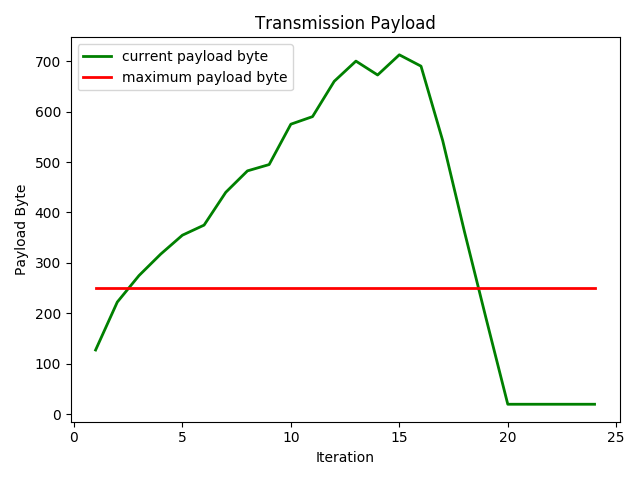 Transmission Payload
current payload byte
maximum payload byte
700
600
500
400
300
200
100
0
Payload Byte
0 5 10 15 20 25
Iteration